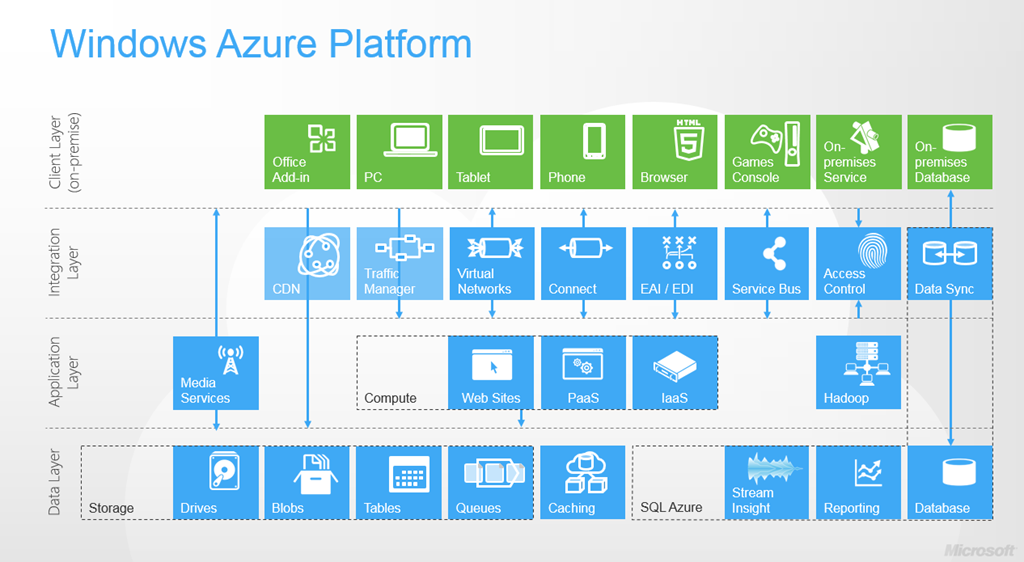 Windows Azure Platform
Client Layer
(on-premise)
Office
Add-in
PC
Tablet
Phone
HTML
5
Browser
Games
Console
On-
premises
Service
On-
premises
Database
Integration
Layer
CDN
Traffic
Manager
Virtual
Networks
Connect
EAI / EDI
Service Bus
Access
Control
Data Sync
Application
Layer
Media
Services
Compute
Web Sites
PaaS
IaaS
Hadoop
Data Layer
Storage
Drives
Blobs
Tables
Queues
Caching
SQL Azure
Stream
Insight
Reporting
Database
Microsoft